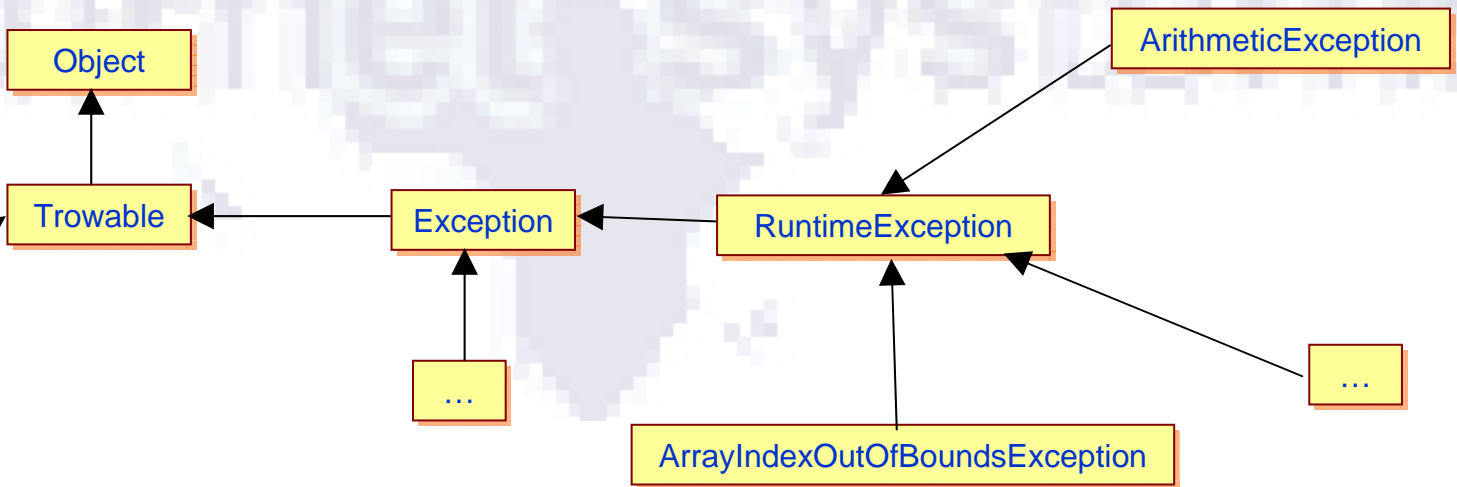 Object
ArithmeticException
Trowable
Exception
RuntimeException
…
…
ArrayIndexOutOfBoundsException